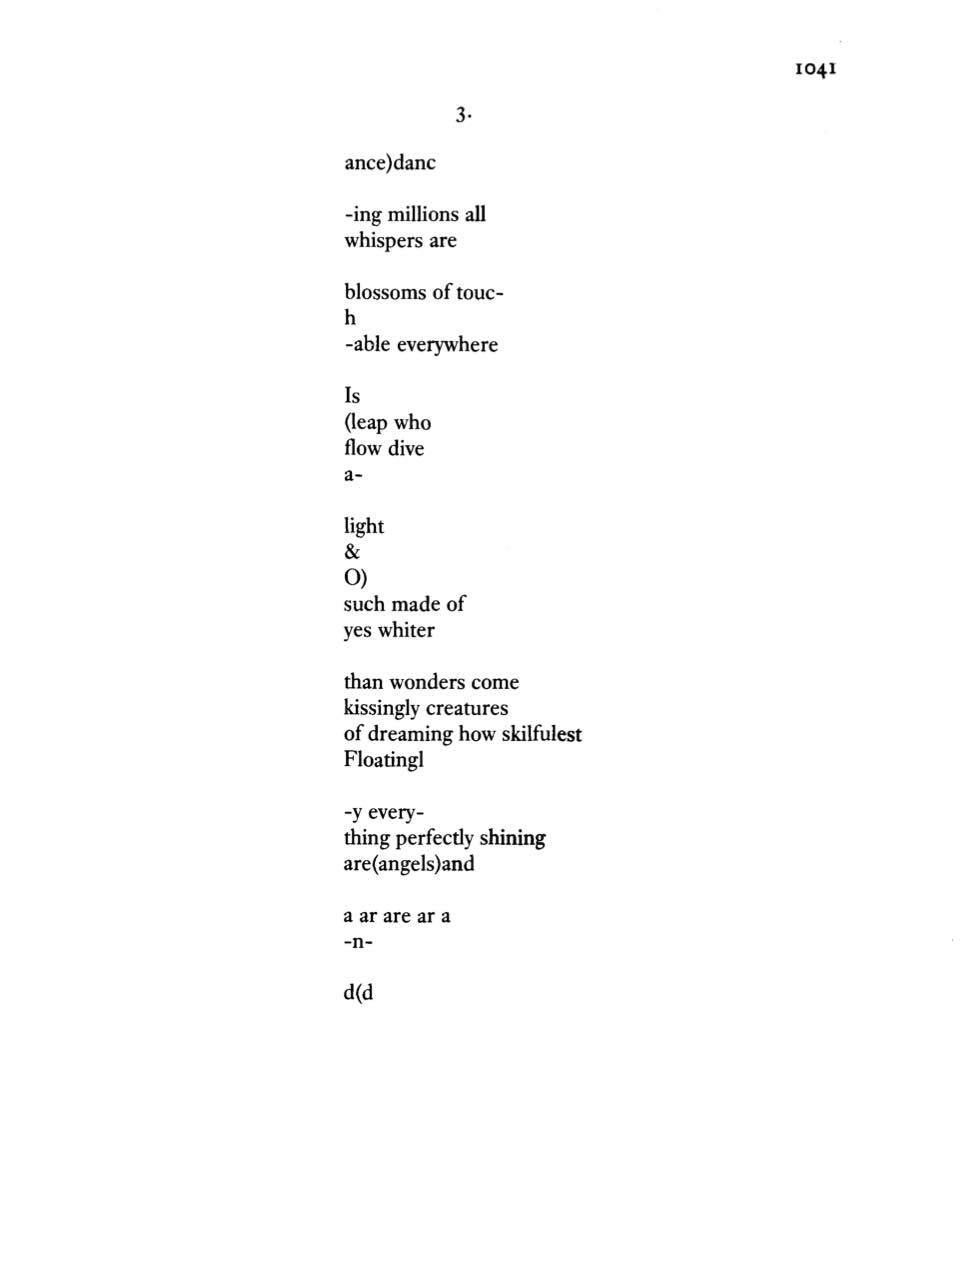 1041
3.
ance)danc
-ing millions all
whispers are
blossoms of touc-
h
-able everywhere
Is
(leap who
flow dive
a-
light
&
O)
such made of
yes whiter
than wonders come
kissingly creatures
of dreaming how skilfulest
Floatingl
-y every-
thing perfectly shining
are(angels)and
a ar are ar a
-n-
d(d